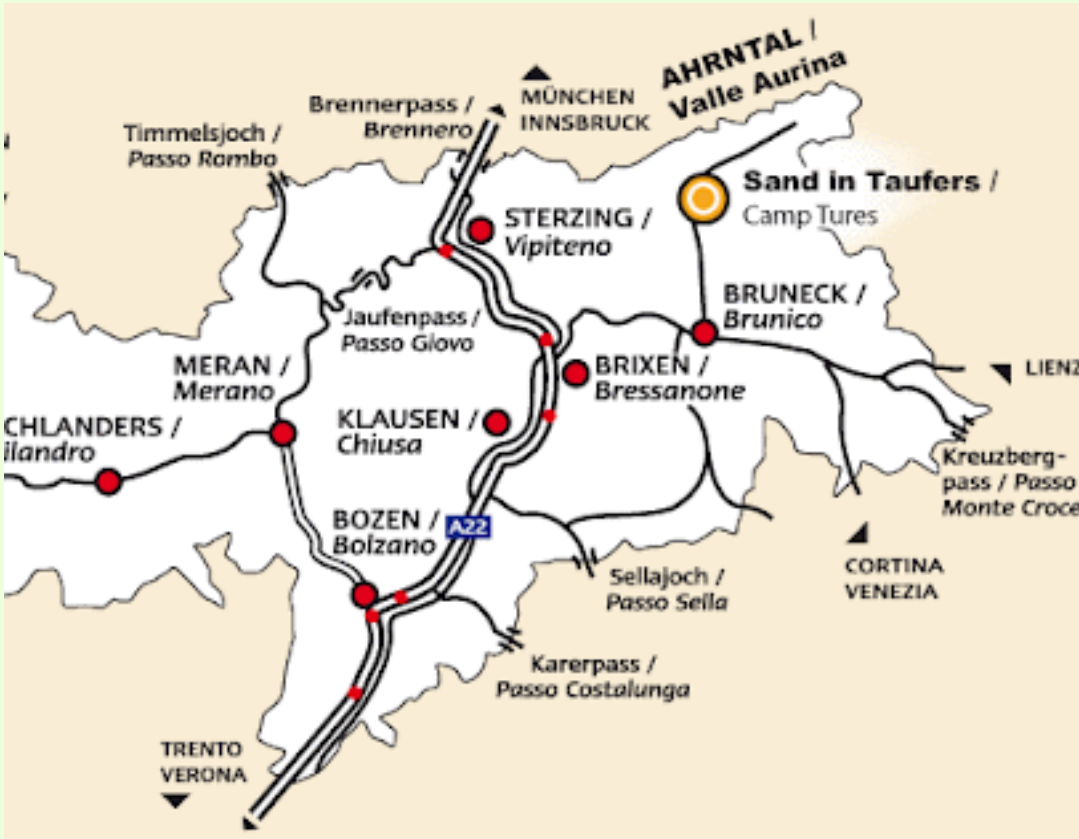 AHRNTAL /
Valle Aurina
MÜNCHEN
INNSBRUCK
Brennerpass /
Brennero
Timmelsjoch /
Passo Rombo
Sand in Taufers /
Camp Tures
STERZING /
Vipiteno
BRUNECK /
Brunico
Jaufenpass /
Passo Giovo
MERAN /
Merano
BRIXEN /
Bressanone
LIENZ
KLAUSEN /
Chiusa
CHLANDERS /
ilandro
Kreuzberg-
pass / Passo
Monte Croce
BOZEN /
Bolzano
A22
CORTINA
VENEZIA
Sellajoch /
Passo Sella
Karerpass /
Passo Costalunga
TRENTO
VERONA